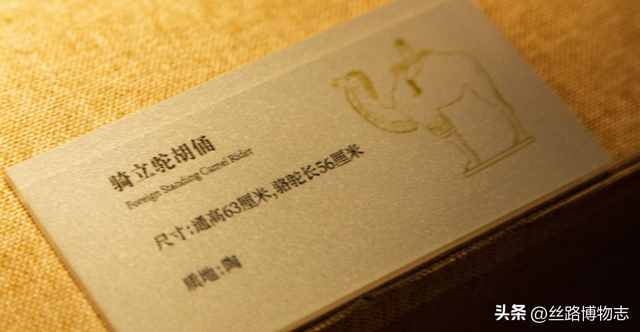 骑立驼胡俑
Foreign Standing Camel Rider
尺寸:通高63厘米,骆驼长56厘米
质地:陶
头条 @丝路博物志